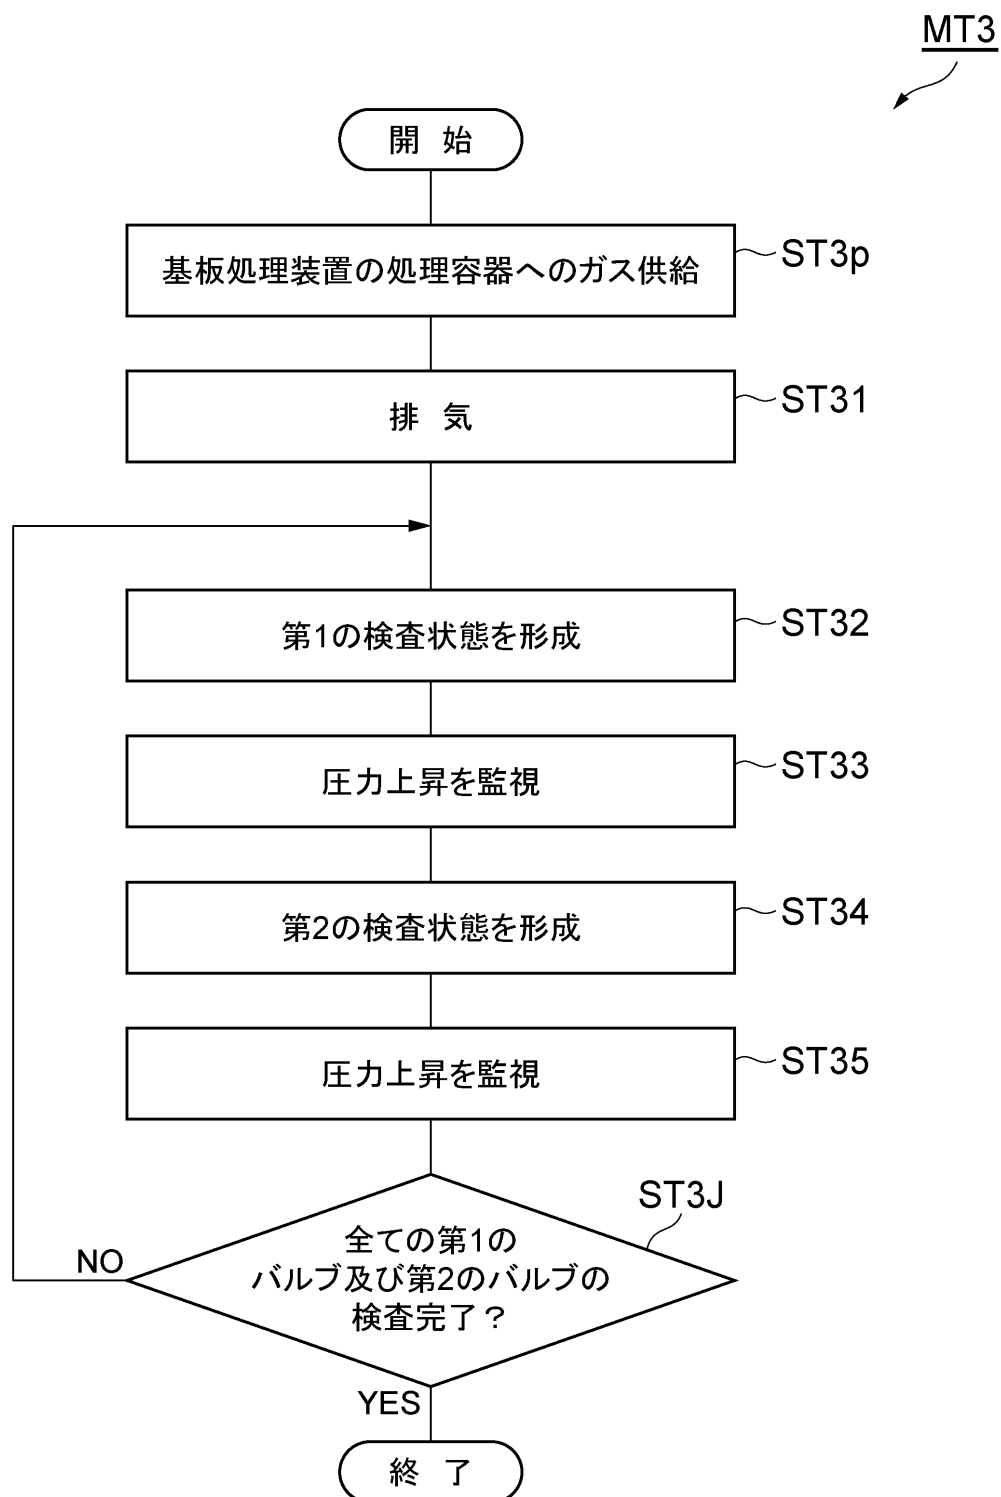 MT3
開 始
基板処理装置の処理容器へのガス供給
ST3p
排 気
ST31
第1の検査状態を形成
ST32
圧力上昇を監視
ST33
第2の検査状態を形成
ST34
圧力上昇を監視
ST35
ST3J
全ての第1の
バルブ及び第2のバルブの
検査完了？
NO
YES
終 了